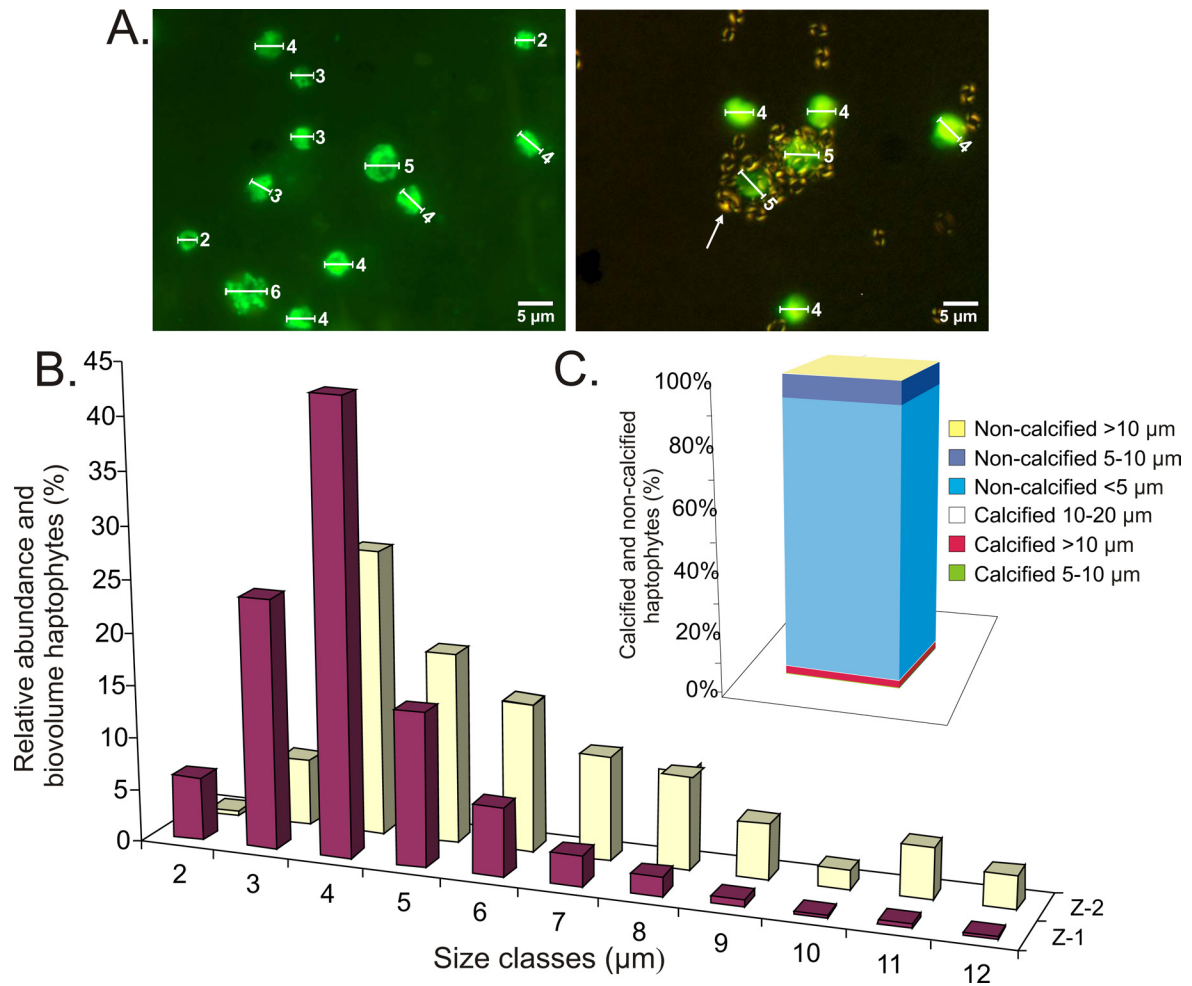 A.
4
3
3
3
2
6
4
4
5
4
4
2
5 µm
4
4
4
5
5
4
5 µm
B.
Relative abundance and
biovolume haptophytes (%)
45
40
35
30
25
20
15
10
5
0
2
3
4
5
6
7
8
9
10
11
12
Size classes (µm)
Z-2
Z-1
C.
Calcified and non-calcified
haptophytes (%)
100%
80%
60%
40%
20%
0%
Non-calcified >10 µm
Non-calcified 5-10 µm
Non-calcified <5 µm
Calcified 10-20 µm
Calcified >10 µm
Calcified 5-10 µm